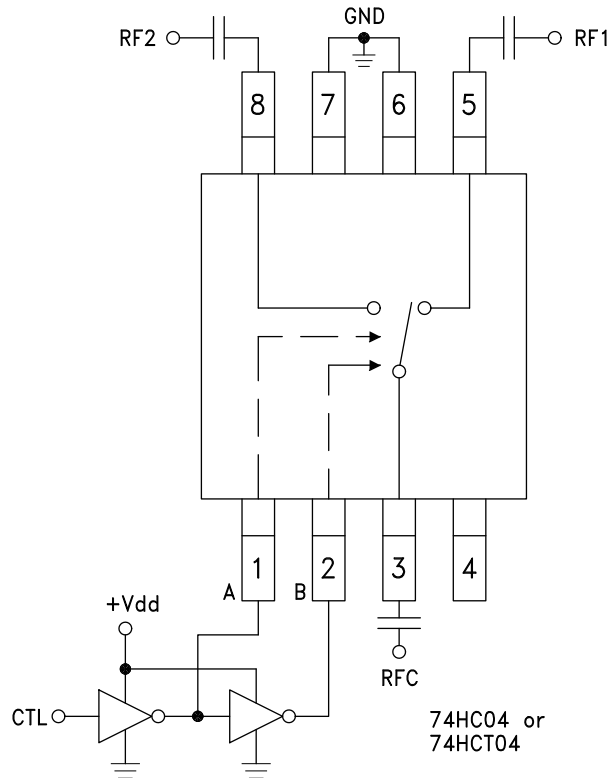 GND
RF2
RF1
8 7 6 5
1 2 3 4
A B
+Vdd
RFC
CTL
74HC04 or
74HCT04